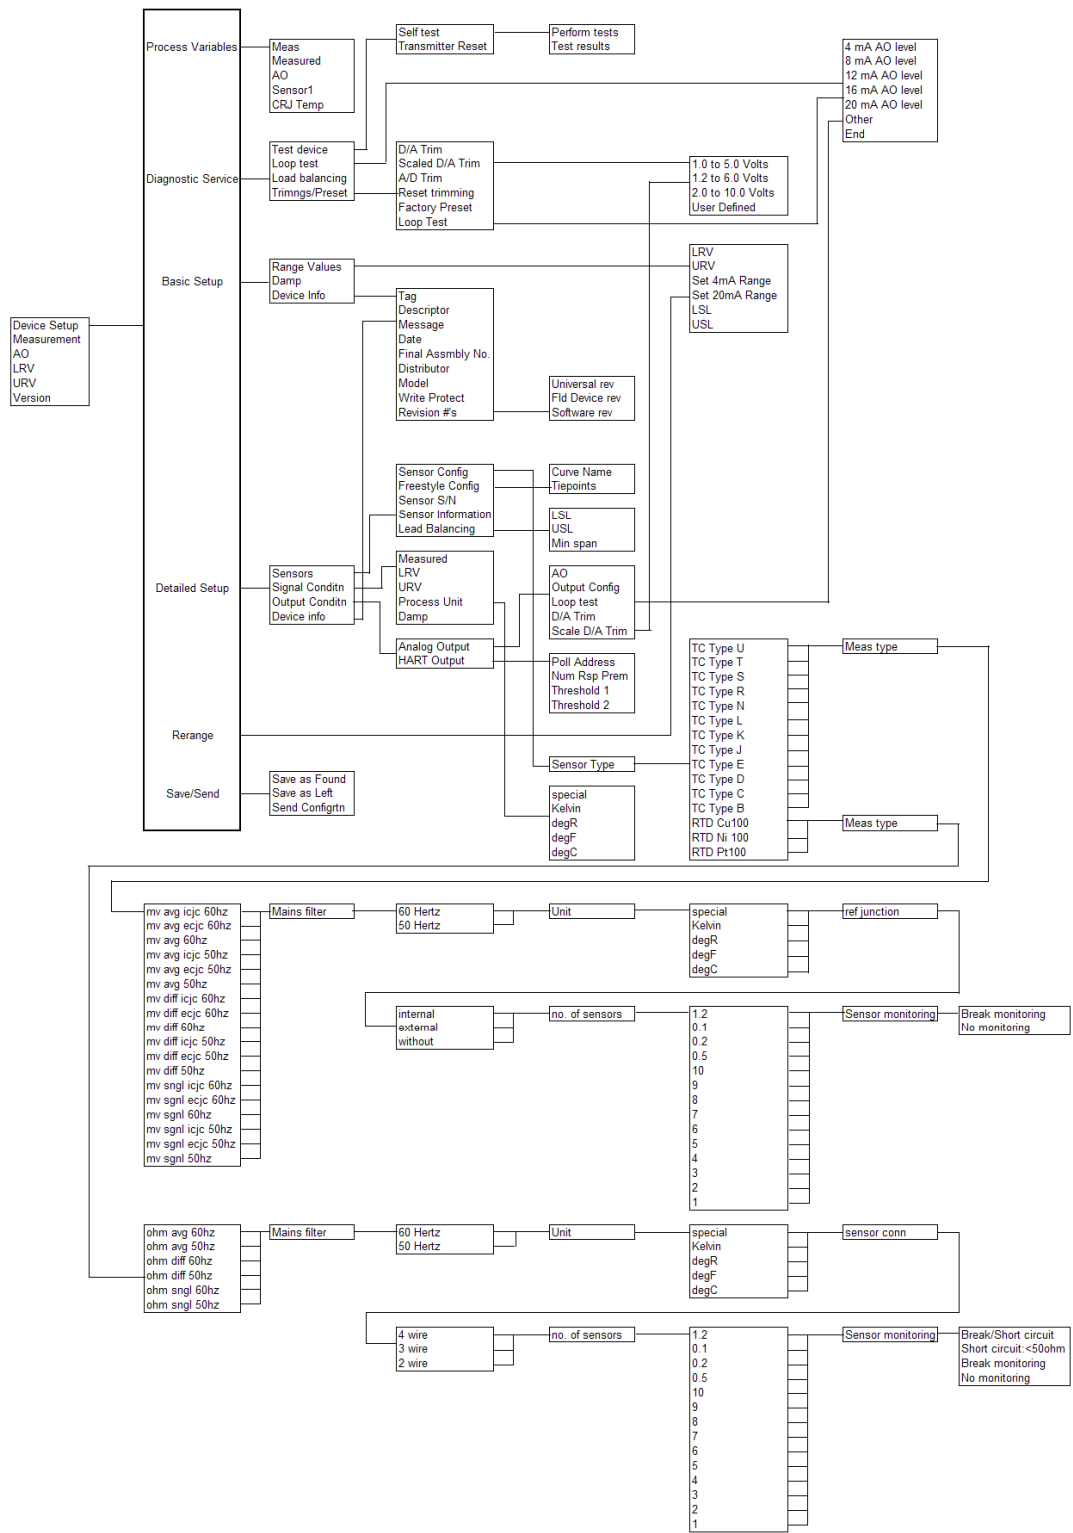 Device Setup
Measurement
AO
LRV
URV
Version
Process Variables
Diagnostic Service
Basic Setup
Detailed Setup
Rerange
Save/Send
Meas
Measured
AO
Sensor1
CRJ Temp
Test device
Loop test
Load balancing
Trimngs/Preset
Self test
Transmitter Reset
Perform tests
Test results
D/A Trim
Scaled D/A Trim
A/D Trim
Reset trimming
Factory Preset
Loop Test
4 mA AO level
8 mA AO level
12 mA AO level
16 mA AO level
20 mA AO level
Other
End
1.0 to 5.0 Volts
1.2 to 6.0 Volts
2.0 to 10.0 Volts
User Defined
Range Values
Damp
Device Info
LRV
URV
Set 4mA Range
Set 20mA Range
LSL
USL
Tag
Descriptor
Message
Date
Final Assmbly No.
Distributor
Model
Write Protect
Revision #'s
Universal rev
Fld Device rev
Software rev
Sensors
Signal Conditn
Output Conditn
Device info
Sensor Config
Freestyle Config
Sensor S/N
Sensor Information
Lead Balancing
Curve Name
Tiepoints
LSL
USL
Min span
Measured
LRV
URV
Process Unit
Damp
Analog Output
HART Output
AO
Output Config
Loop test
D/A Trim
Scale D/A Trim
Poll Address
Num Rsp Prem
Threshold 1
Threshold 2
Sensor Type
special
Kelvin
degR
degF
degC
TC Type U
TC Type T
TC Type S
TC Type R
TC Type N
TC Type L
TC Type K
TC Type J
TC Type E
TC Type D
TC Type C
TC Type B
RTD Cu100
RTD Ni 100
RTD Pt100
Meas type
Meas type
Save as Found
Save as Left
Send Configrtn
mv avg icjc 60hz
mv avg ecjc 60hz
mv avg 60hz
mv avg icjc 50hz
mv avg ecjc 50hz
mv avg 50hz
mv diff icjc 60hz
mv diff ecjc 60hz
mv diff 60hz
mv diff icjc 50hz
mv diff ecjc 50hz
mv diff 50hz
mv sngl icjc 60hz
mv sgnl ecjc 60hz
mv sgnl 60hz
mv sgnl icjc 50hz
mv sgnl ecjc 50hz
mv sgnl 50hz
Mains filter
60 Hertz
50 Hertz
Unit
special
Kelvin
degR
degF
degC
ref junction
internal
external
without
no. of sensors
1.2
0.1
0.2
0.5
10
9
8
7
6
5
4
3
2
1
Sensor monitoring
Break monitoring
No monitoring
ohm avg 60hz
ohm avg 50hz
ohm diff 60hz
ohm diff 50hz
ohm sngl 60hz
ohm sngl 50hz
Mains filter
60 Hertz
50 Hertz
Unit
special
Kelvin
degR
degF
degC
sensor conn
4 wire
3 wire
2 wire
no. of sensors
1.2
0.1
0.2
0.5
10
9
8
7
6
5
4
3
2
1
Sensor monitoring
Break/Short circuit
Short circuit:<50ohm
Break monitoring
No monitoring